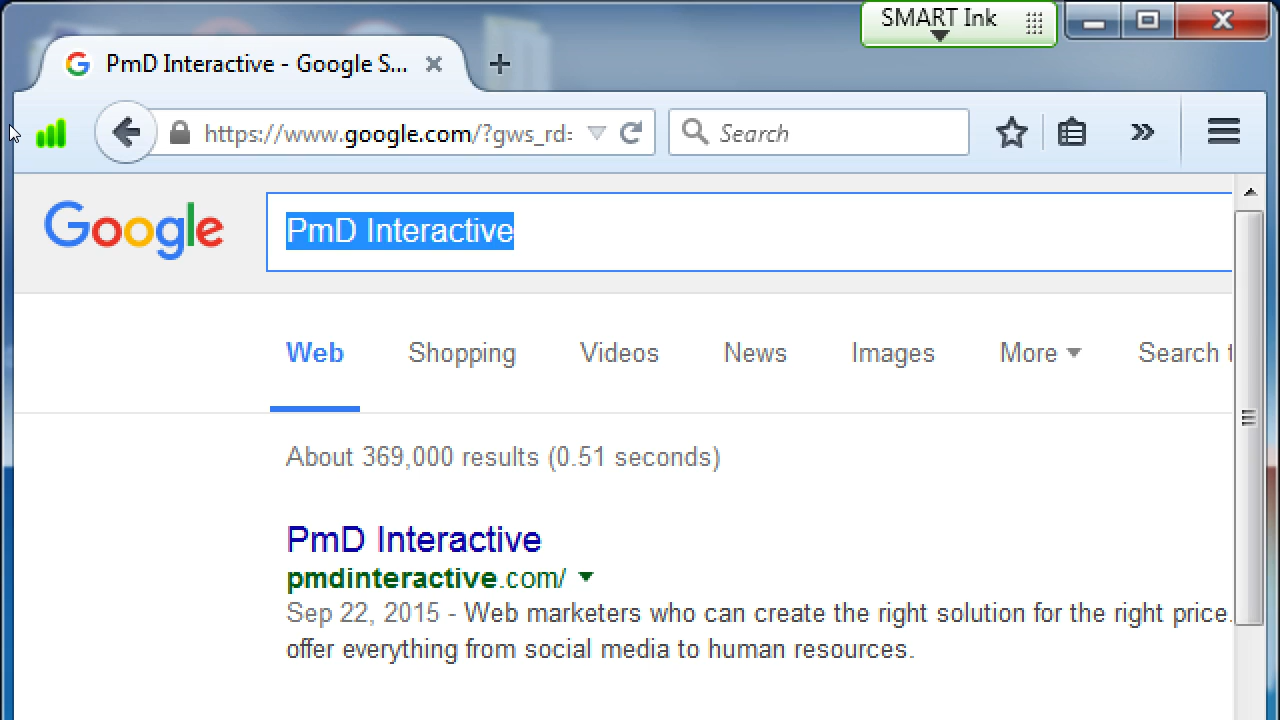 SMART Ink
PmD Interactive - Google S...
https://www.google.com/?gws_rd=
Search
Google
PmD Interactive
Web Shopping Videos News Images More Search t
About 369,000 results (0.51 seconds)
PmD Interactive
pmdinteractive.com/
Sep 22, 2015 - Web marketers who can create the right solution for the right price.
offer everything from social media to human resources.